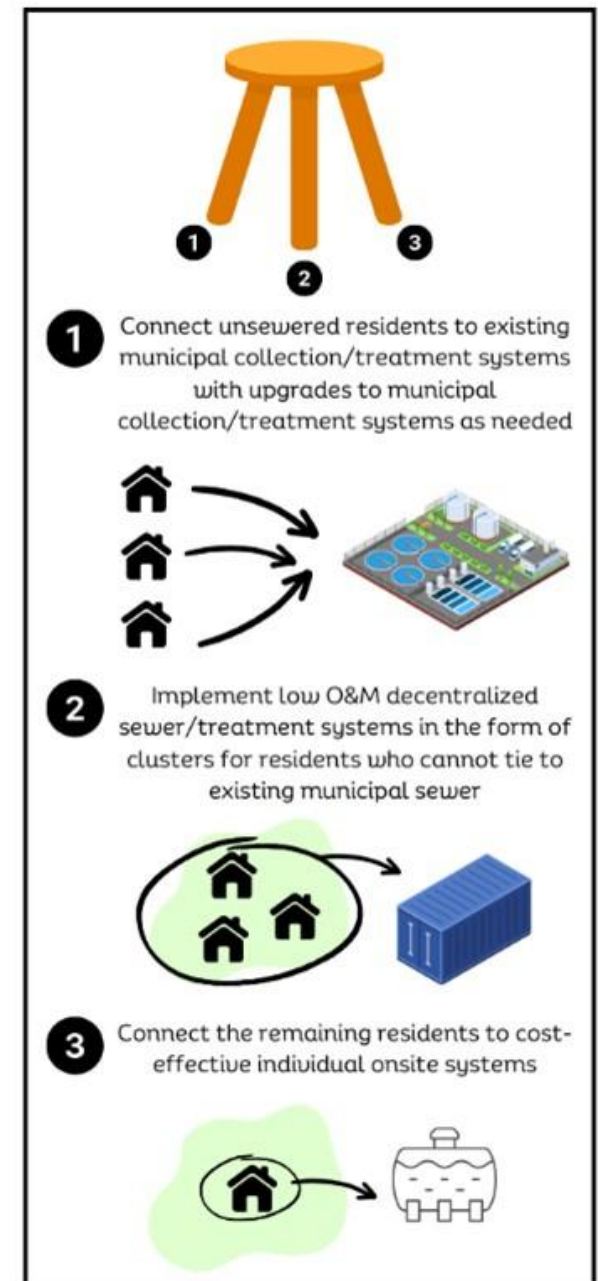 1
3
2
1
Connect unsewered residents to existing
municipal collection/treatment systems
with upgrades to municipal
collection/treatment systems as needed
2
Implement low O&M decentralized
sewer/treatment systems in the form of
clusters for residents who cannot tie to
existing municipal sewer
3
Connect the remaining residents to cost-
effective individual onsite systems